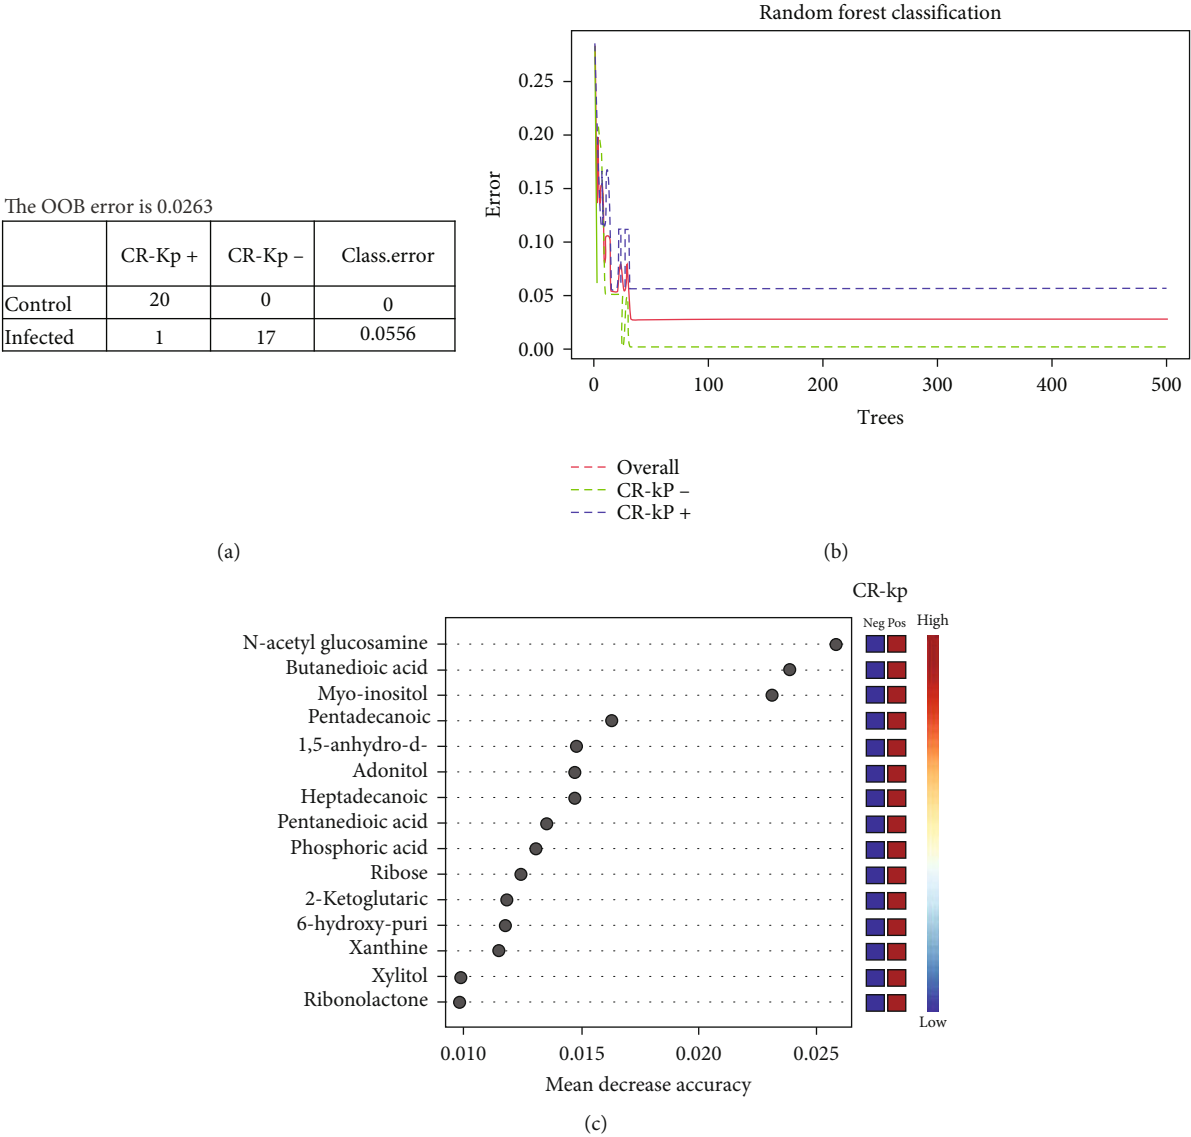 The OOB error is 0.0263
CR-Kp + CR-Kp – Class.error
Control 20 0 0
Infected 1 17 0.0556
(a)
Random forest classification
Error
0.25
0.20
0.15
0.10
0.05
0.00
0 100 200 300 400 500
Trees
Overall
CR-kP –
CR-kP +
(b)
CR-kp
Neg Pos High
N-acetyl glucosamine
Butanedioic acid
Myo-inositol
Pentadecanoic
1,5-anhydro-d-
Adonitol
Heptadecanoic
Pentanedioic acid
Phosphoric acid
Ribose
2-Ketoglutaric
6-hydroxy-puri
Xanthine
Xylitol
Ribonolactone
Low
0.010 0.015 0.020 0.025
Mean decrease accuracy
(c)